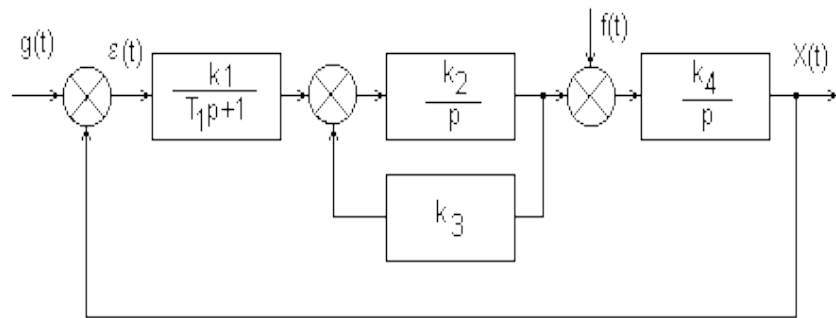 g(t)
ε(t)
k1
T1p+1
k2
p
f(t)
k4
p
X(t)
k3